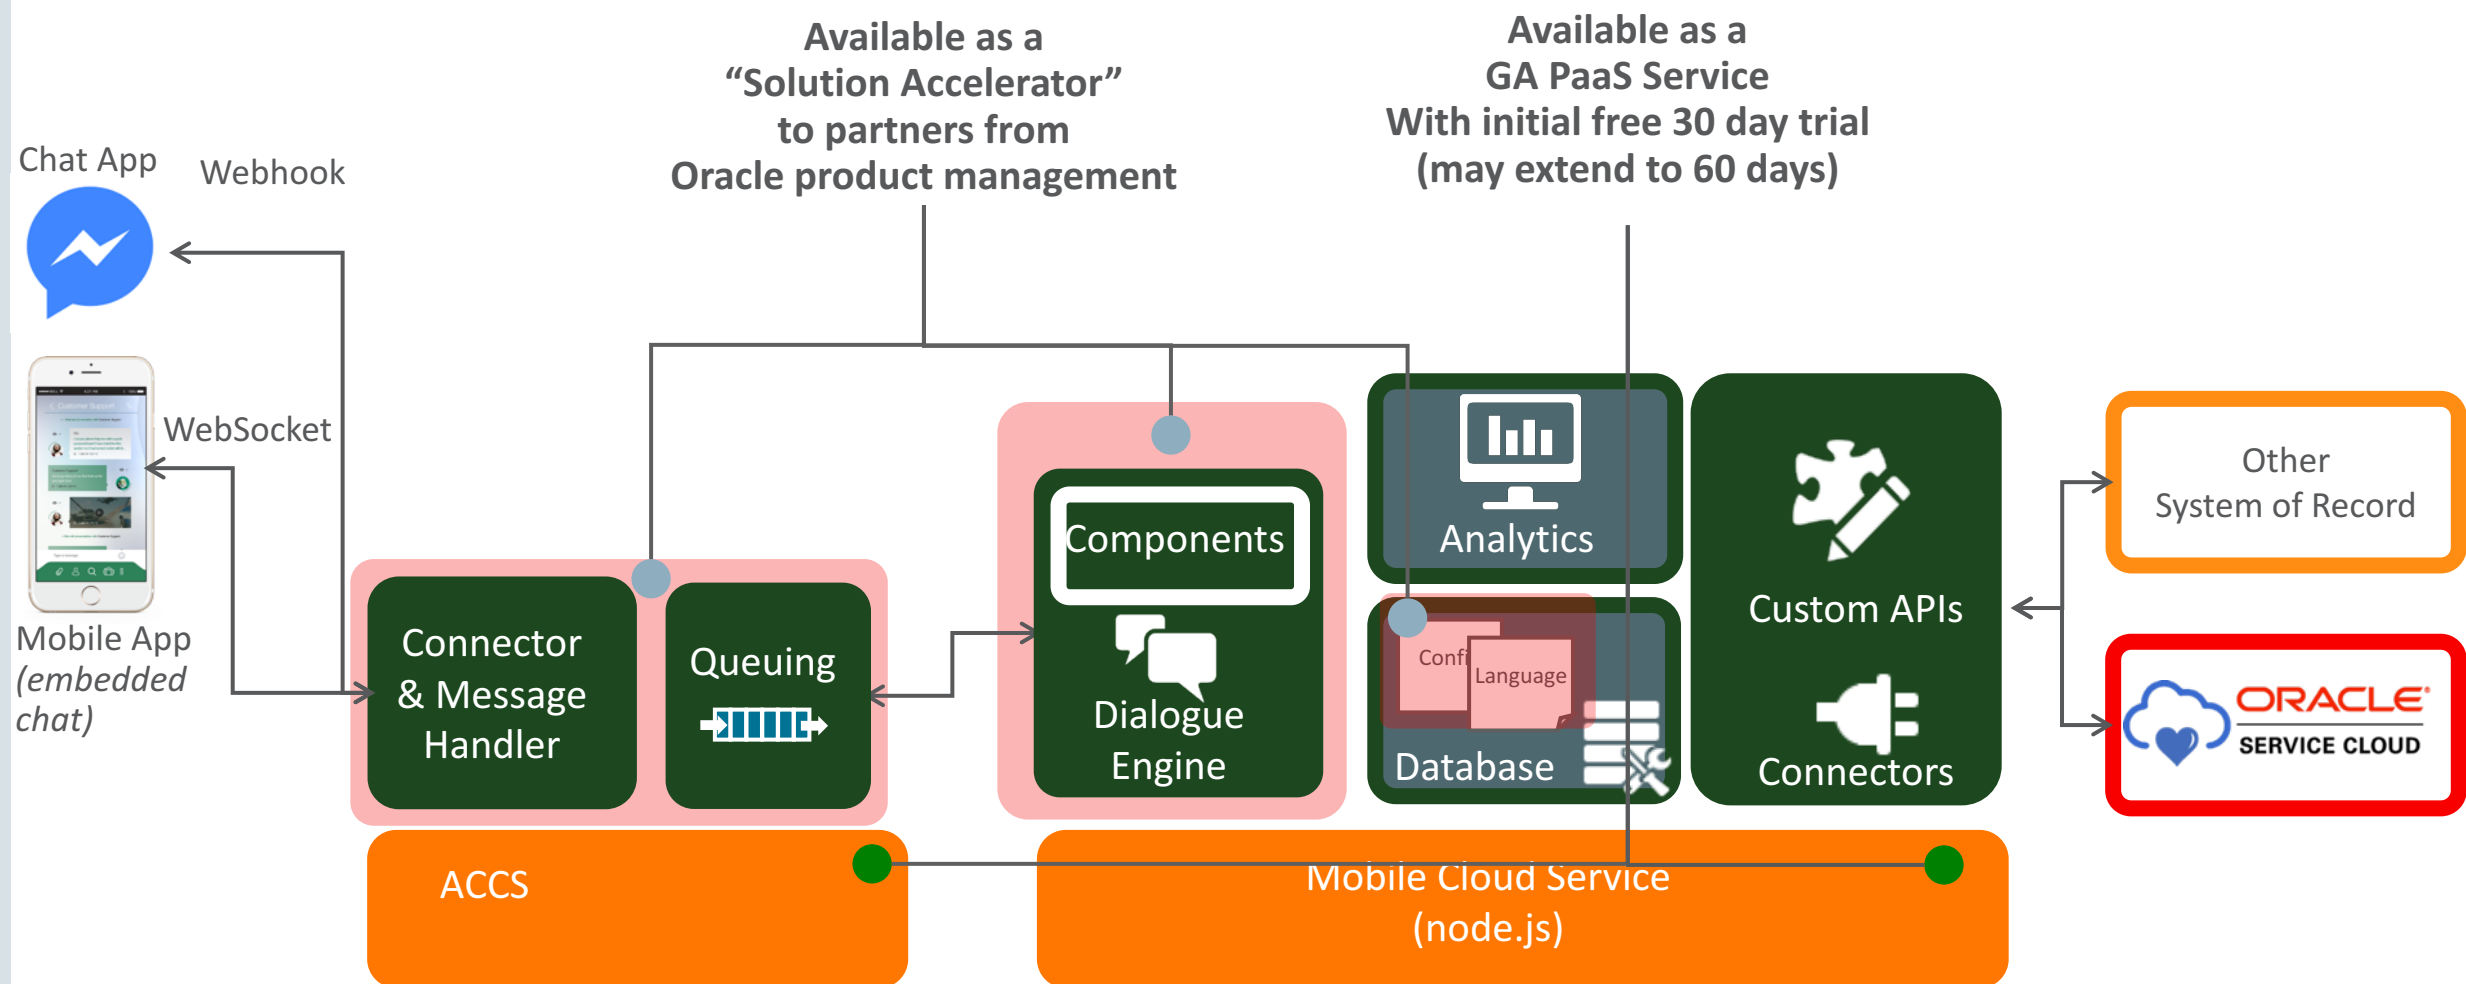 Available as a
“Solution Accelerator”
to partners from
Oracle product management
Available as a
GA PaaS Service
With initial free 30 day trial
(may extend to 60 days)
Chat App
Webhook
WebSocket
Mobile App
(embedded
chat)
Customer Support
Connector
& Message
Handler
Queuing
Components
Dialogue
Engine
Analytics
Confi
Language
Database
Custom APIs
Connectors
Other
System of Record
ORACLE
SERVICE CLOUD
ACCS
Mobile Cloud Service
(node.js)